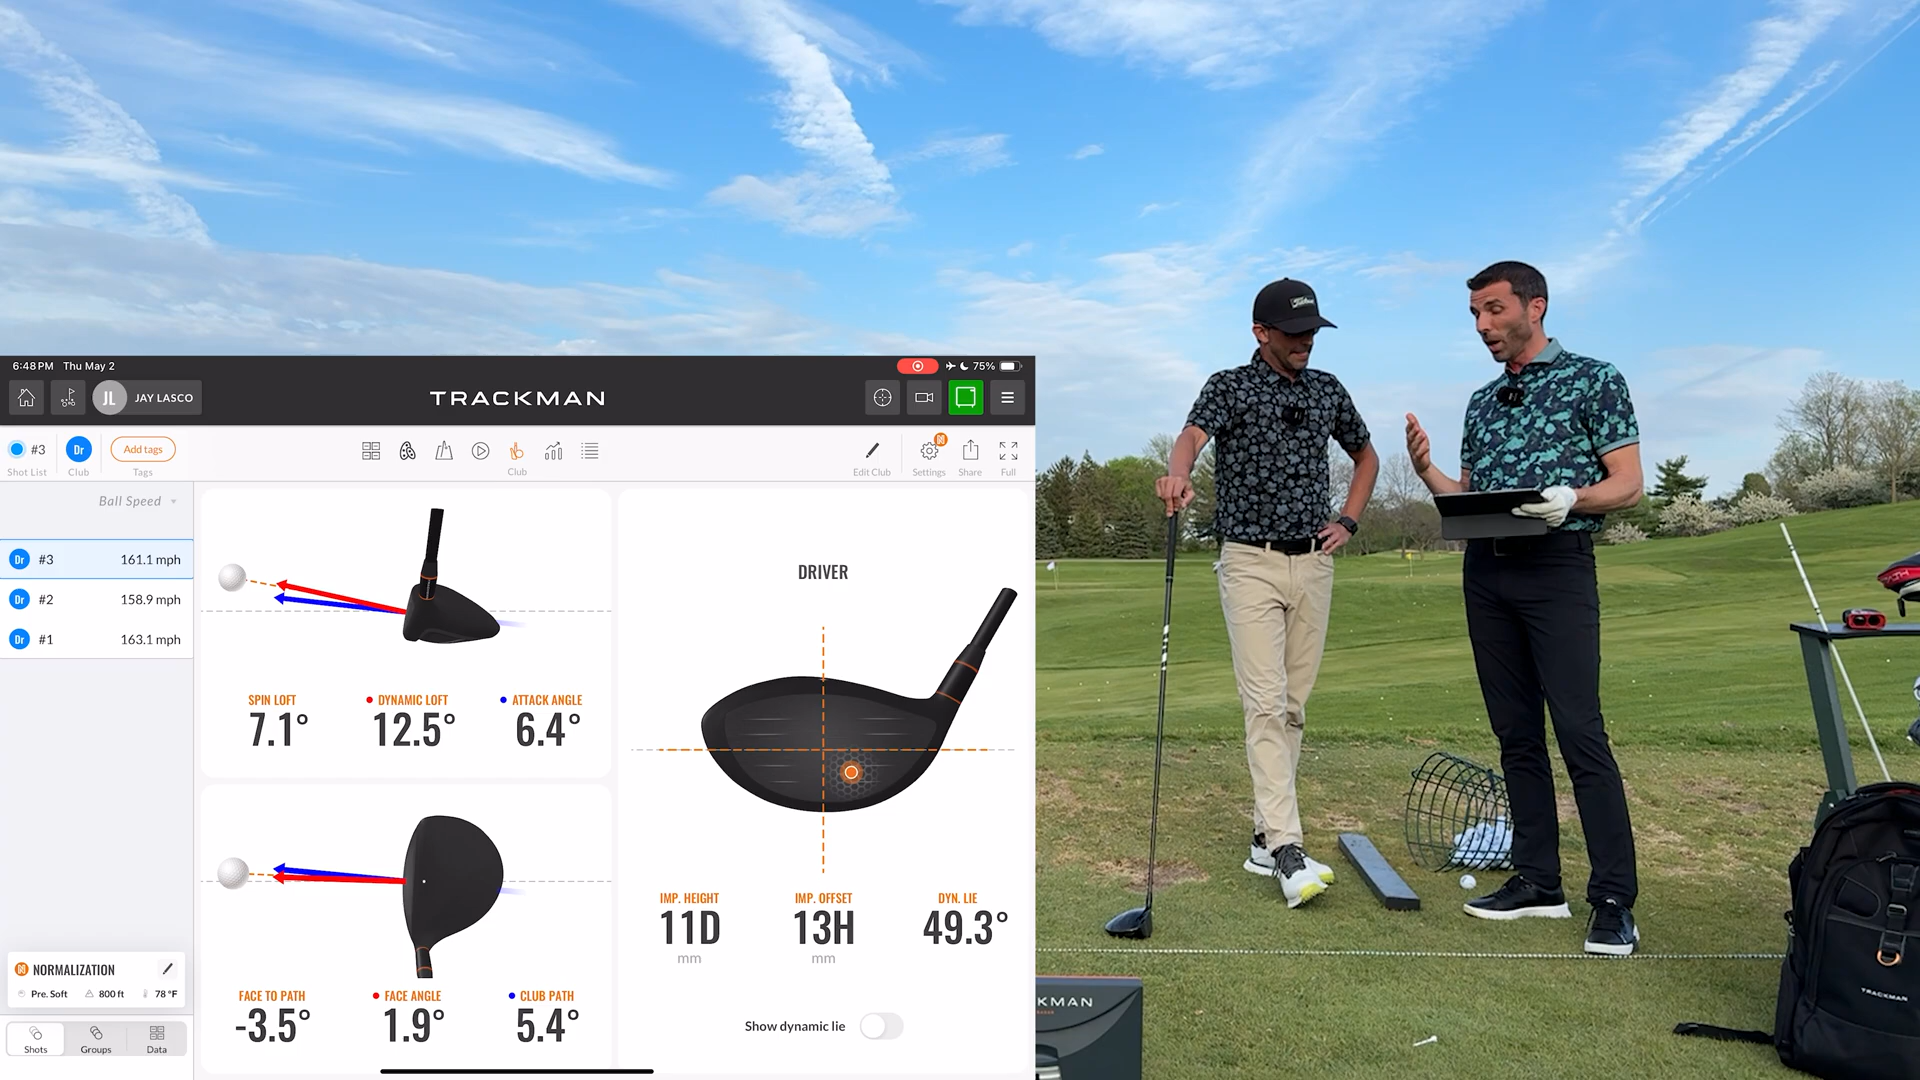 6:48 PM Thu May 2
75%
JL JAY LASCO
TRACKMAN
#3
Shot List
Dr
Club
Add tags
Tags
Club
Edit Club
Settings
Share
Full
Ball Speed
Dr #3 161.1 mph
Dr #2 158.9 mph
Dr #1 163.1 mph
NORMALIZATION
Pre. Soft 800 ft 78 °F
Shots
Groups
Data
SPIN LOFT
7.1°
DYNAMIC LOFT
12.5°
ATTACK ANGLE
6.4°
FACE TO PATH
-3.5°
FACE ANGLE
1.9°
CLUB PATH
5.4°
DRIVER
IMP. HEIGHT
11D
mm
IMP. OFFSET
13H
mm
DYN. LIE
49.3°
Show dynamic lie
Titleist
KMAN
TRACKMAN